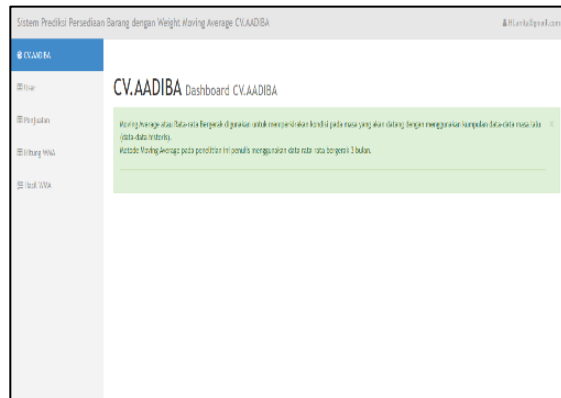 Sistem Prediksi Persediaan Barang dengan Weight Moving Average CV.AADIBA
CV.AADIBA
User
Penjualan
Hitung WMA
Hasil WMA
CV.AADIBA Dashboard CV.AADIBA
Moving Average atau Rata-rata Bergerak digunakan untuk memperkirakan kondisi pada masa yang akan datang dengan menggunakan kumpulan data-data masa lalu
(data-data historis).
Metode Moving Average pada penelitian ini penulis menggunakan data rata-rata bergerak 3 bulan.